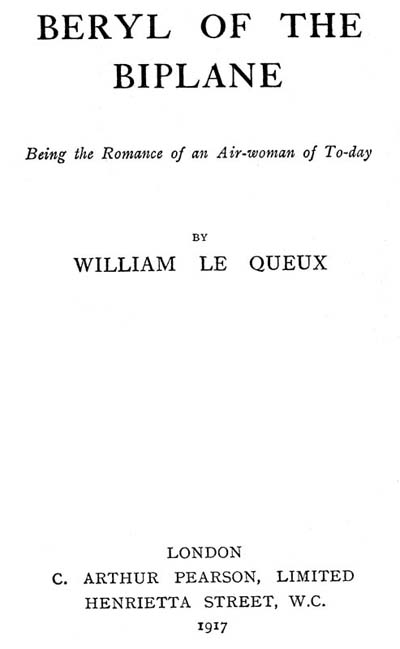 BERYL OF THE
BIPLANE
Being the Romance of an Air-woman of To-day
BY
WILLIAM LE QUEUX
LONDON
C. ARTHUR PEARSON, LIMITED
HENRIETTA STREET, W.C.
1917